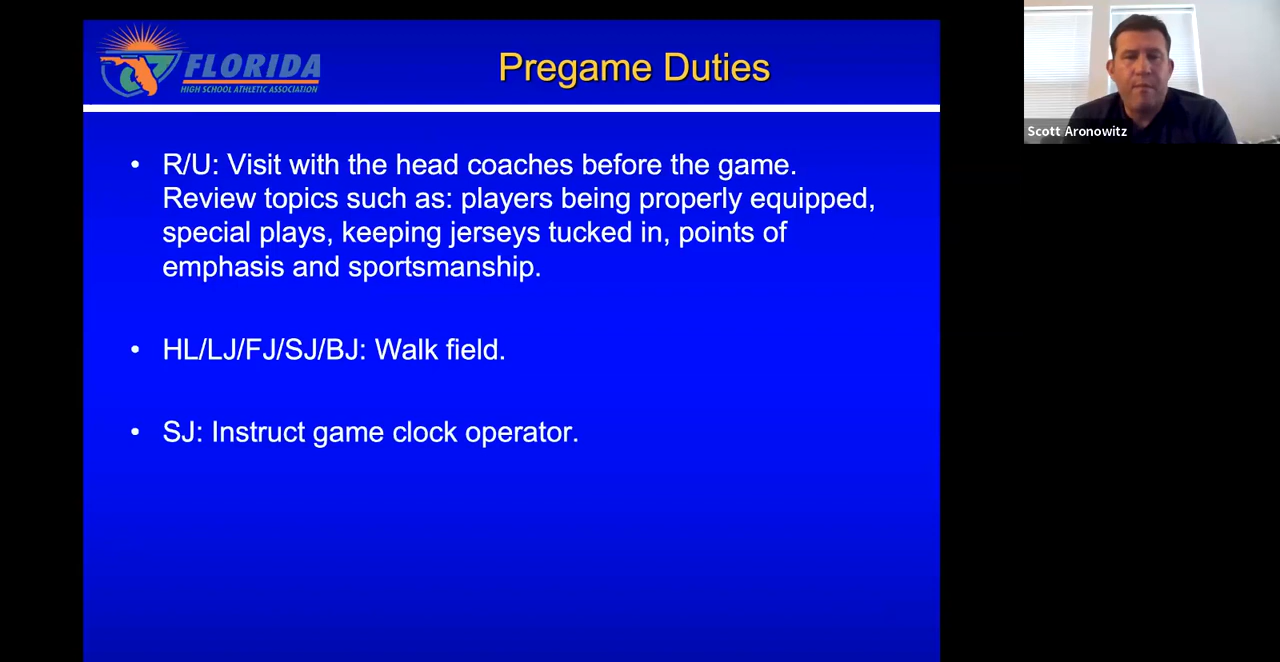 FLORIDA
HIGH SCHOOL ATHLETIC ASSOCIATION
Pregame Duties
• R/U: Visit with the head coaches before the game.
Review topics such as: players being properly equipped,
special plays, keeping jerseys tucked in, points of
emphasis and sportsmanship.
• HL/LJ/FJ/SJ/BJ: Walk field.
• SJ: Instruct game clock operator.
Scott Aronowitz